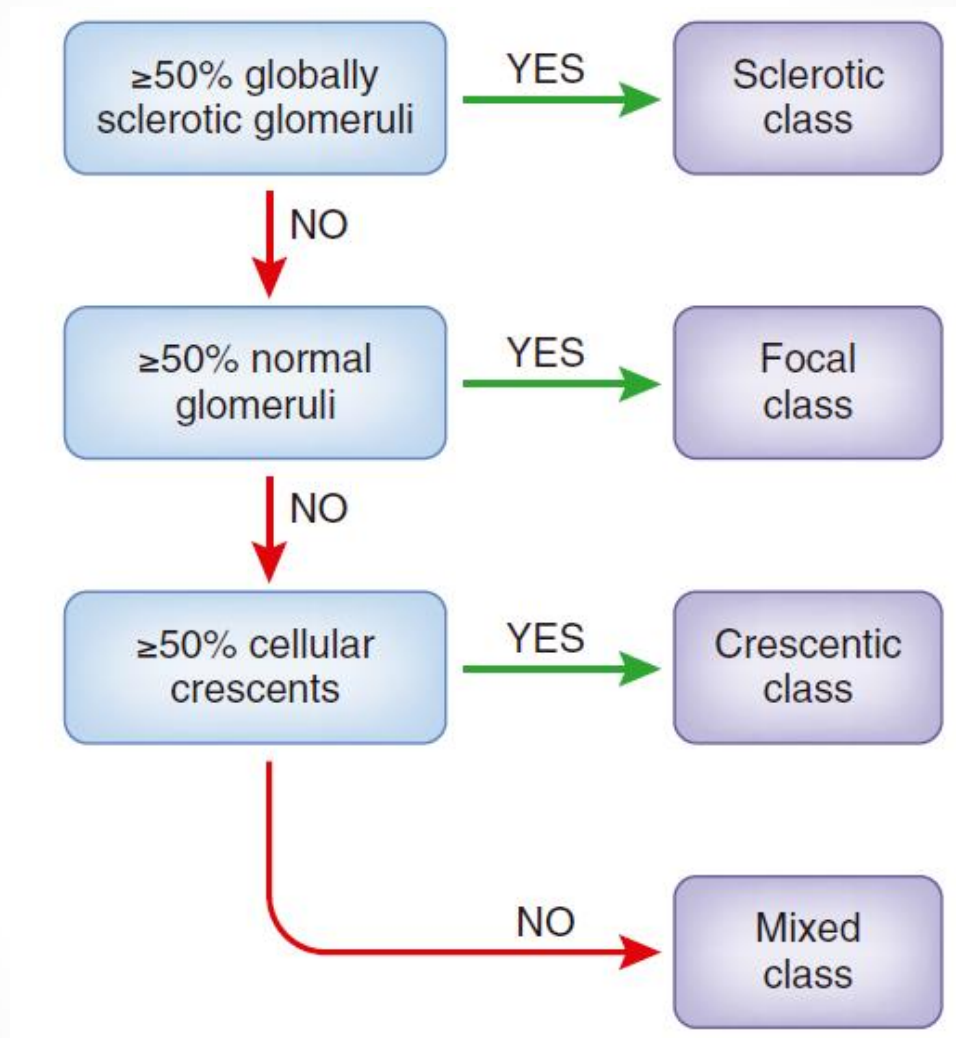 ≥50% globally
sclerotic glomeruli
YES
Sclerotic
class
NO
≥50% normal
glomeruli
YES
Focal
class
NO
≥50% cellular
crescents
YES
Crescentic
class
NO
Mixed
class